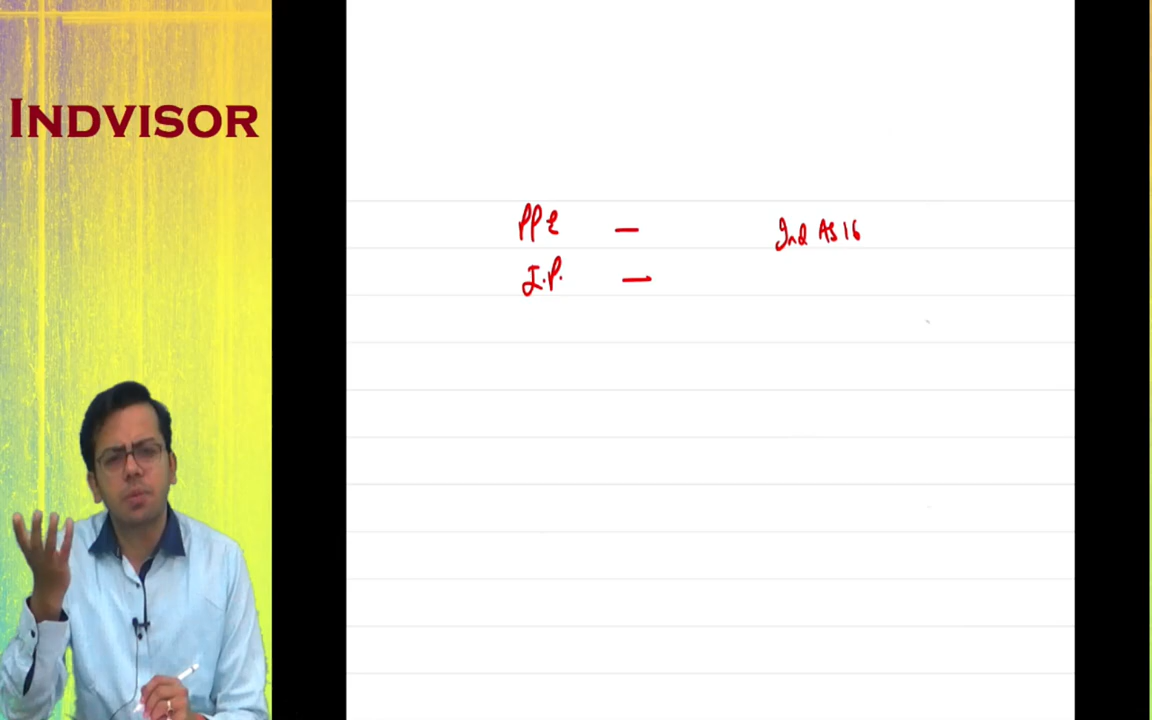 INDVISOR
PPE — Ind AS 16
I.P. —